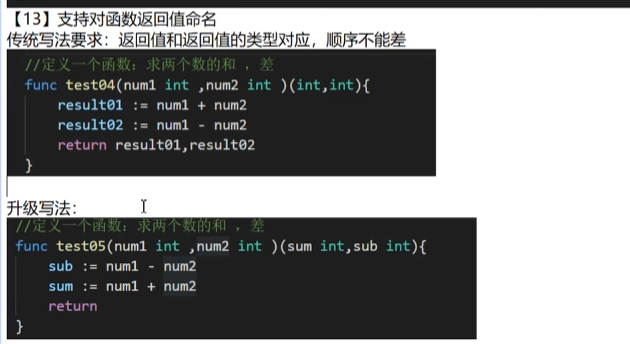 【13】支持对函数返回值命名
传统写法要求：返回值和返回值的类型对应，顺序不能差
//定义一个函数：求两个数的和 ，差
func test04(num1 int ,num2 int )(int,int){
result01 := num1 + num2
result02 := num1 - num2
return result01,result02
}
升级写法：
//定义一个函数：求两个数的和 ，差
func test05(num1 int ,num2 int )(sum int,sub int){
sub := num1 - num2
sum := num1 + num2
return
}